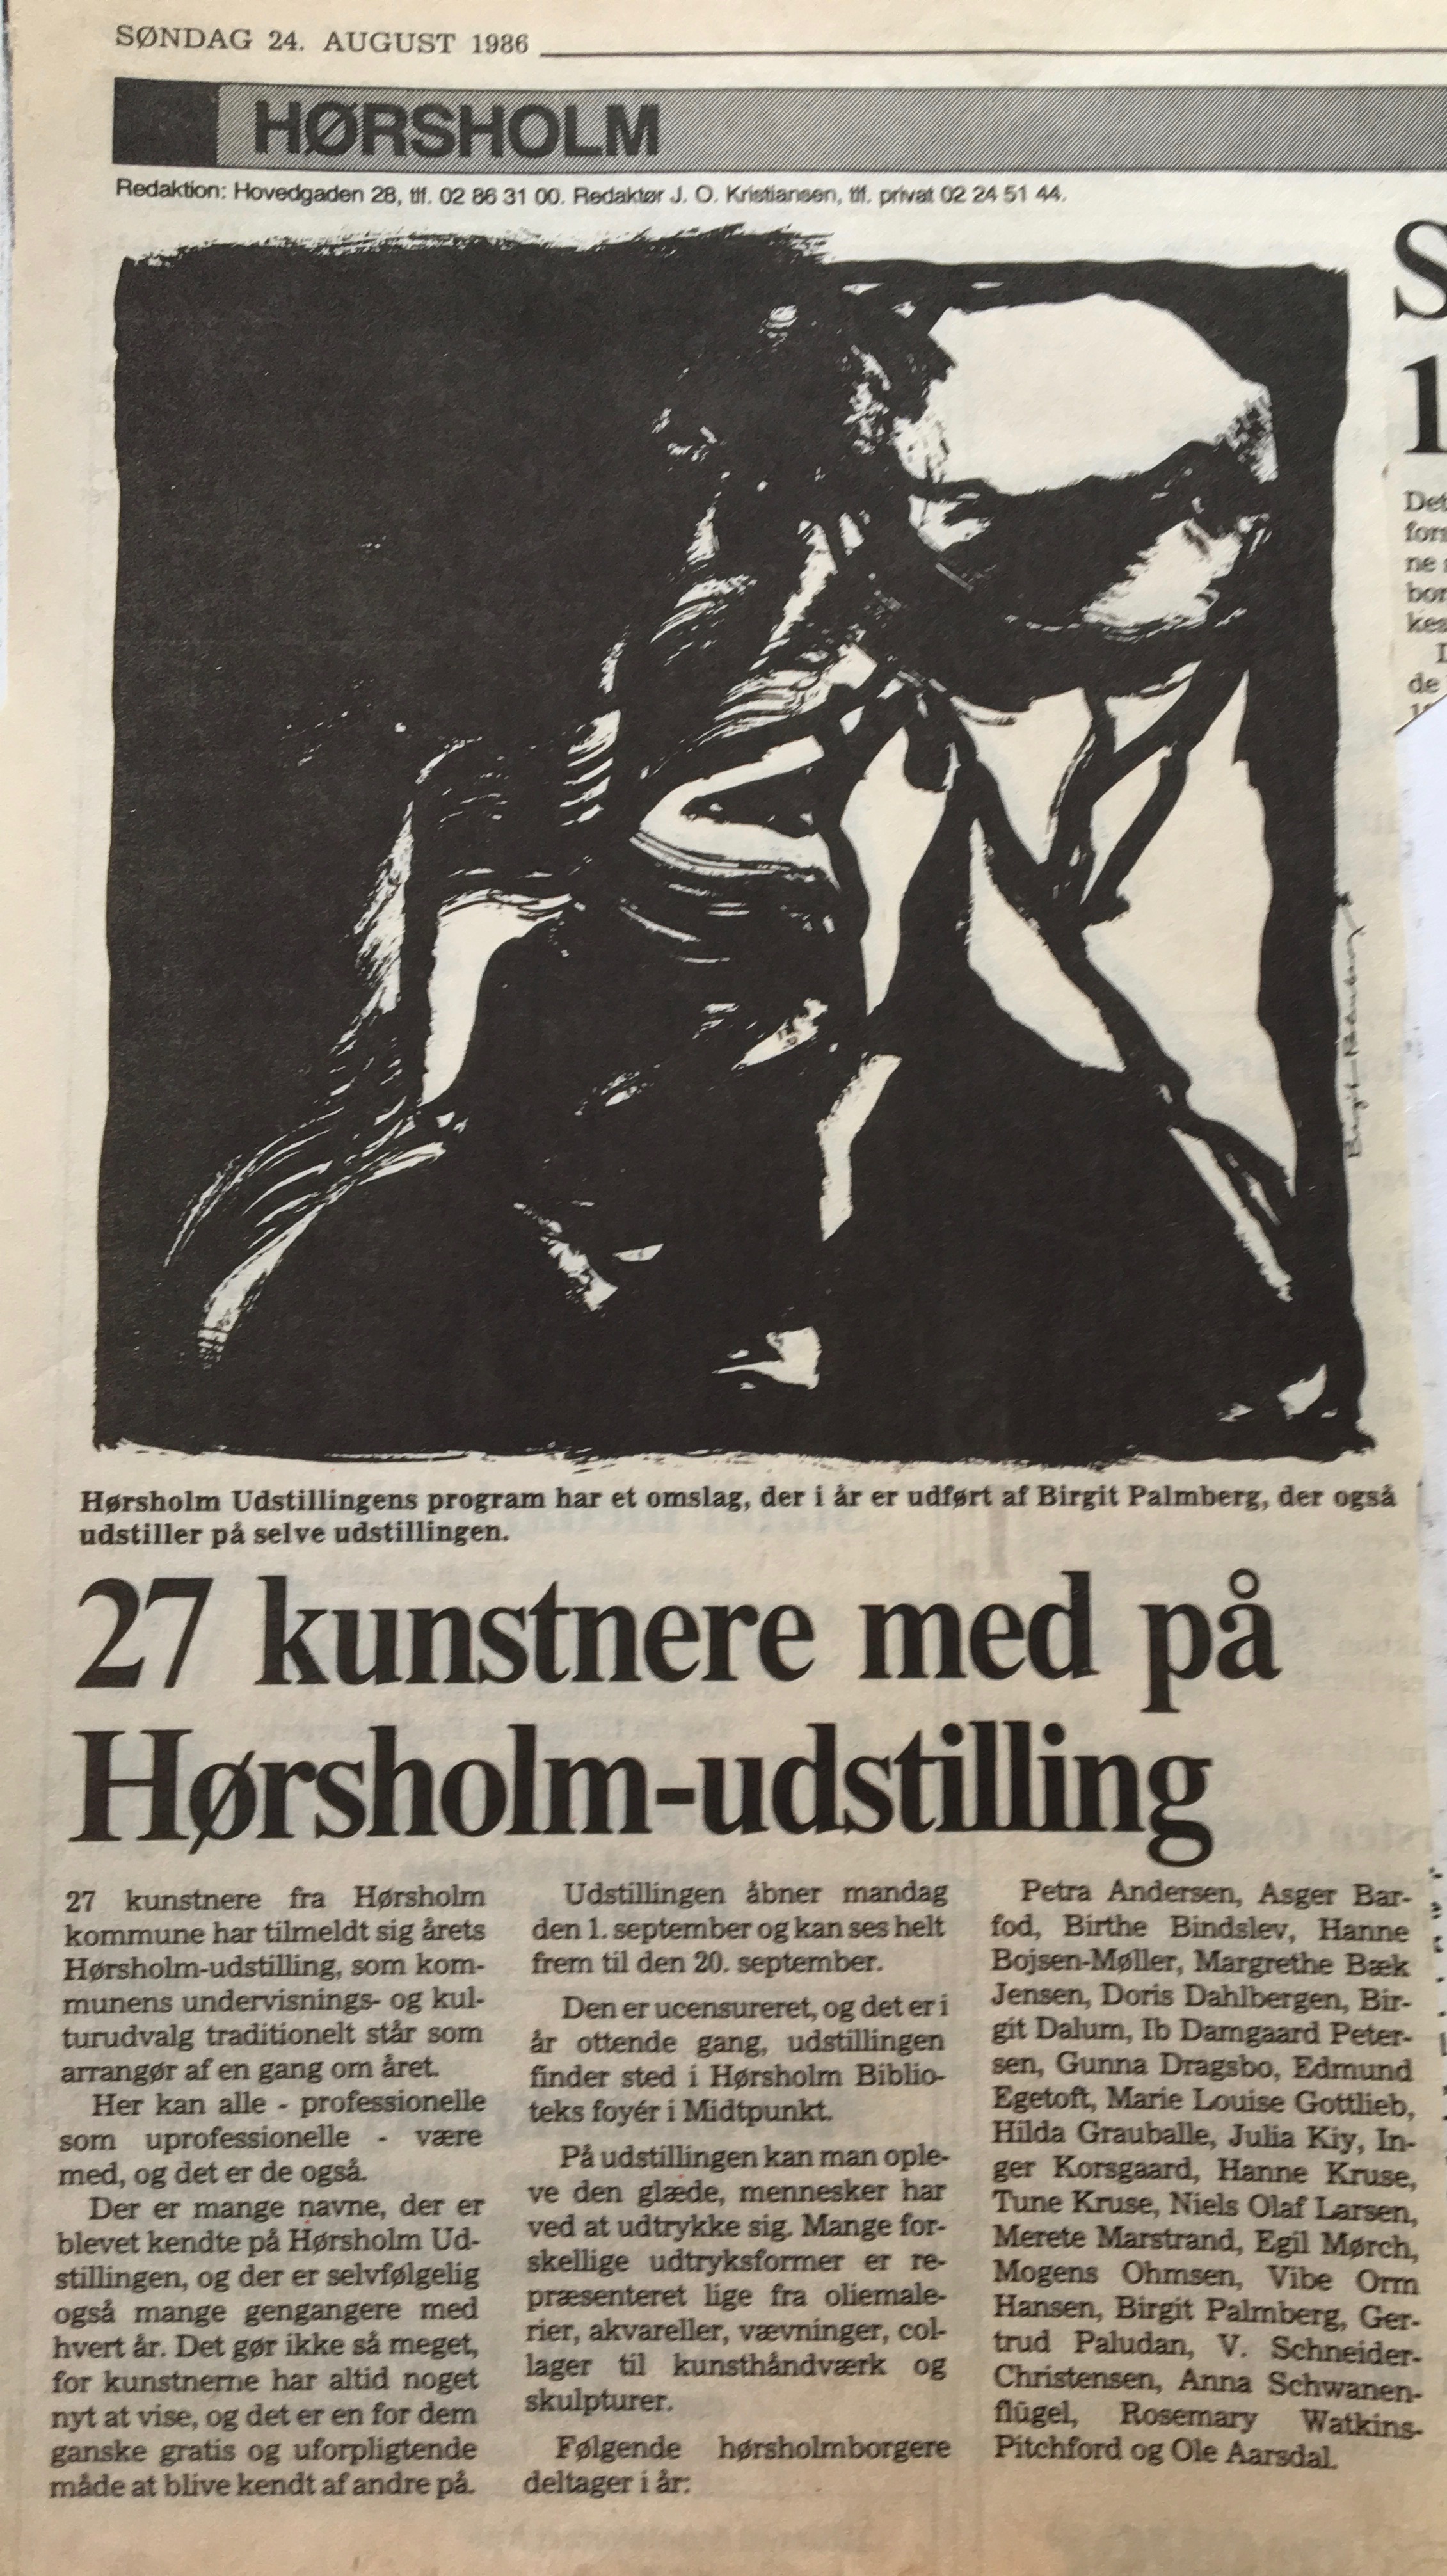 SØNDAG 24. AUGUST 1986
HØRSHOLM
Redaktion: Hovedgaden 28, tlf. 02 86 31 00. Redaktør J. O. Kristiansen, tlf. privat 02 24 51 44.
Hørsholm Udstillingens program har et omslag, der i år er udført af Birgit Palmberg, der også
udstiller på selve udstillingen.
27 kunstnere med på
Hørsholm-udstilling
27 kunstnere fra Hørsholm
kommune har tilmeldt sig årets
Hørsholm-udstilling, som kom-
munens undervisnings- og kul-
turudvalg traditionelt står som
arrangør af en gang om året.
Her kan alle - professionelle
som uprofessionelle - være
med, og det er de også.
Der er mange navne, der er
blevet kendte på Hørsholm Ud-
stillingen, og der er selvfølgelig
også mange gengangere med
hvert år. Det gør ikke så meget,
for kunstnerne har altid noget
nyt at vise, og det er en for dem
ganske gratis og uforpligtende
måde at blive kendt af andre på.
Udstillingen åbner mandag
den 1. september og kan ses helt
frem til den 20. september.
Den er ucensureret, og det er i
år ottende gang, udstillingen
finder sted i Hørsholm Biblio-
teks foyér i Midtpunkt.
På udstillingen kan man ople-
ve den glæde, mennesker har
ved at udtrykke sig. Mange for-
skellige udtryksformer er re-
præsenteret lige fra oliemale-
rier, akvareller, vævninger, col-
lager til kunsthåndværk og
skulpturer.
Følgende hørsholmborgere
deltager i år:
Petra Andersen, Asger Bar-
fod, Birthe Bindslev, Hanne
Bojsen-Møller, Margrethe Bæk
Jensen, Doris Dahlbergen, Bir-
git Dalum, Ib Damgaard Peter-
sen, Gunna Dragsbo, Edmund
Egetoft, Marie Louise Gottlieb,
Hilda Grauballe, Julia Kiy, In-
ger Korsgaard, Hanne Kruse,
Tune Kruse, Niels Olaf Larsen,
Merete Marstrand, Egil Mørch,
Mogens Ohmsen, Vibe Orm
Hansen, Birgit Palmberg, Ger-
trud Paludan, V. Schneider-
Christensen, Anna Schwanen-
flügel, Rosemary Watkins-
Pitchford og Ole Aarsdal.
S
1
Det
ne
bor
kes
de